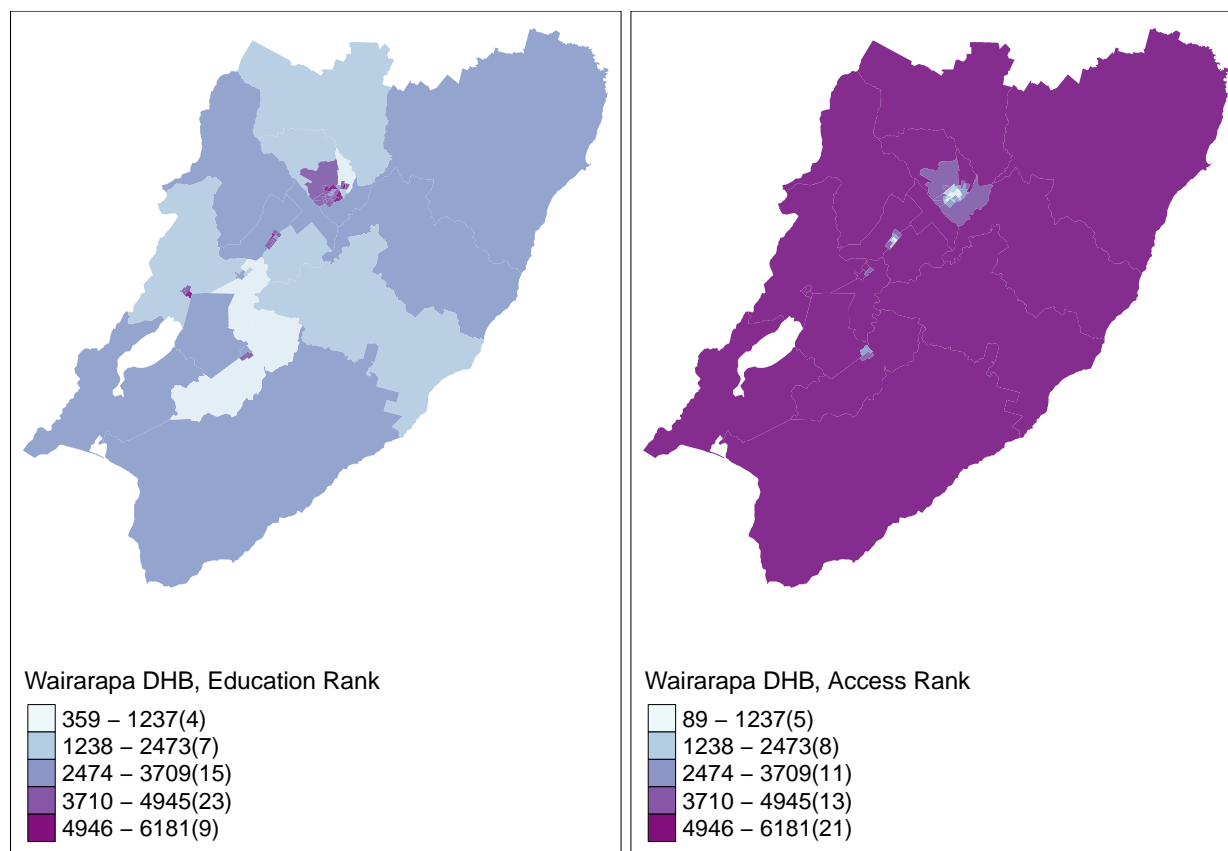 Wairarapa DHB, Education Rank
359 − 1237(4)
1238 − 2473(7)
2474 − 3709(15)
3710 − 4945(23)
4946 − 6181(9)
Wairarapa DHB, Access Rank
89 − 1237(5)
1238 − 2473(8)
2474 − 3709(11)
3710 − 4945(13)
4946 − 6181(21)